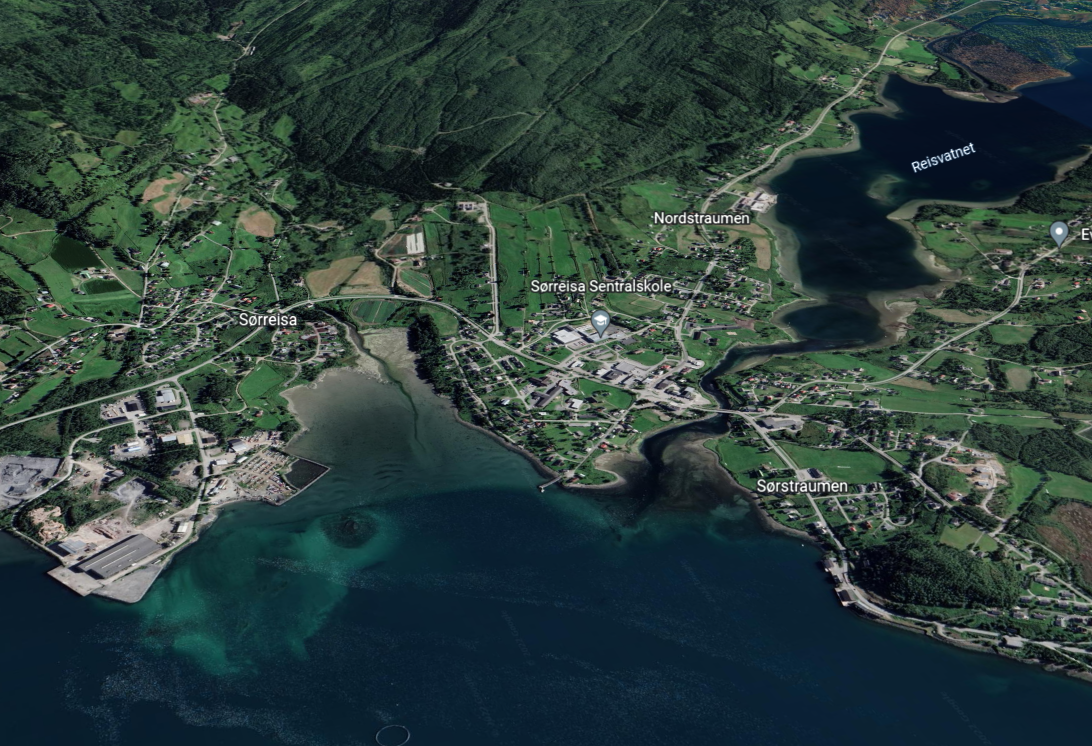 Reisvatnet
Nordstraumen
E
Sørreisa Sentralskole
Sørreisa
Sørstraumen